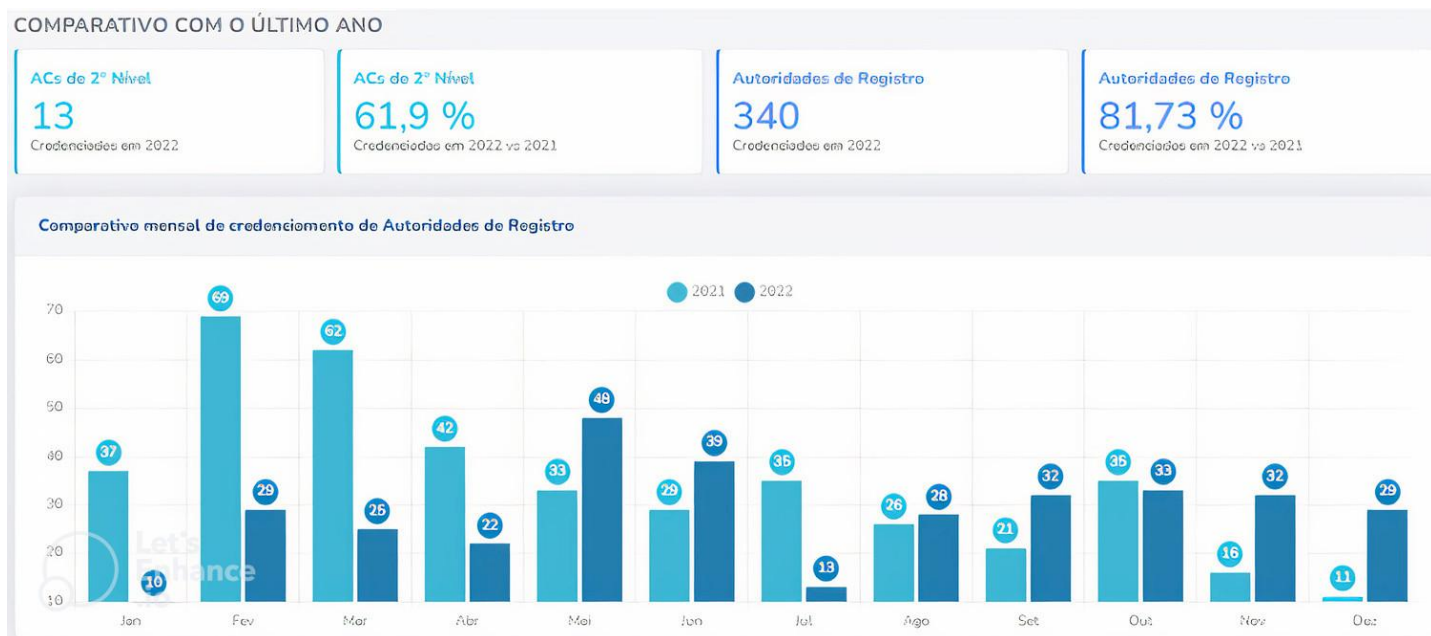 COMPARATIVO COM O ÚLTIMO ANO
ACs de 2º Nível
13
Credenciados em 2022
ACs de 2º Nível
61,9 %
Credenciados em 2022 vs 2021
Autoridades de Registro
340
Credenciados em 2022
Autoridades de Registro
81,73 %
Credenciados em 2022 vs 2021
Comparativo mensal de credenciamento de Autoridades de Registro
2021 2022
70
60
50
40
30
20
10
37 10
69 29
62 25
42 22
33 48
29 39
35 13
26 28
21 32
35 33
16 32
11 29
Jan Fev Mar Abr Mai Jun Jul Ago Set Out Nov Dez
Let's
Enhance